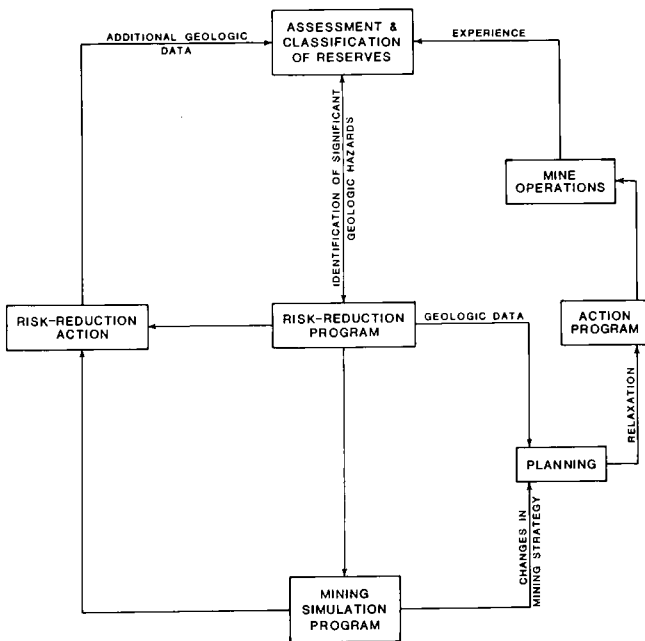 ASSESSMENT &
CLASSIFICATION
OF RESERVES
ADDITIONAL GEOLOGIC
DATA
EXPERIENCE
IDENTIFICATION OF SIGNIFICANT
GEOLOGIC HAZARDS
MINE
OPERATIONS
RISK-REDUCTION
ACTION
RISK-REDUCTION
PROGRAM
GEOLOGIC DATA
ACTION
PROGRAM
RELAXATION
PLANNING
CHANGES IN
MINING STRATEGY
MINING
SIMULATION
PROGRAM